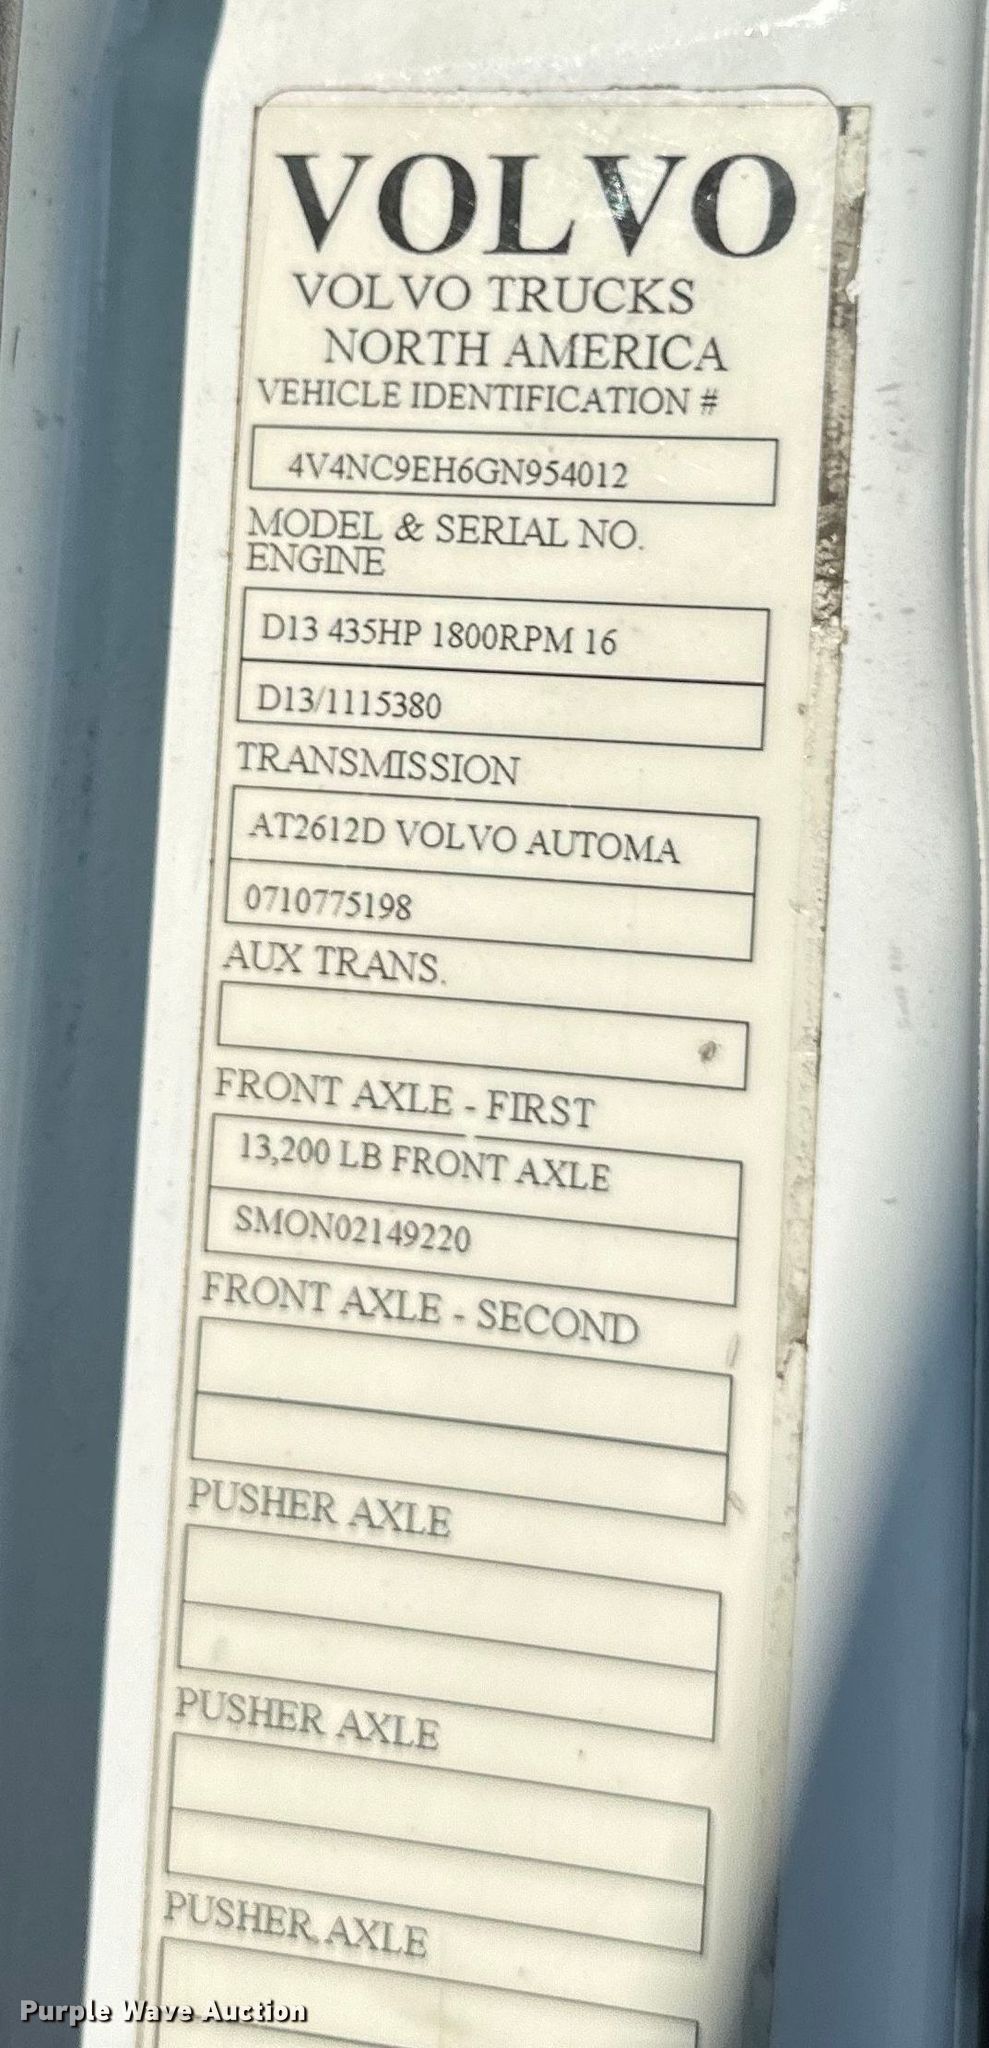 VOLVO
VOLVO TRUCKS
NORTH AMERICA
VEHICLE IDENTIFICATION #
4V4NC9EH6GN954012
MODEL & SERIAL NO.
ENGINE
D13 435HP 1800RPM 16
D13/1115380
TRANSMISSION
AT2612D VOLVO AUTOMA
0710775198
AUX TRANS.
FRONT AXLE - FIRST
13,200 LB FRONT AXLE
SMON02149220
FRONT AXLE - SECOND
PUSHER AXLE
PUSHER AXLE
PUSHER AXLE
Purple Wave Auction